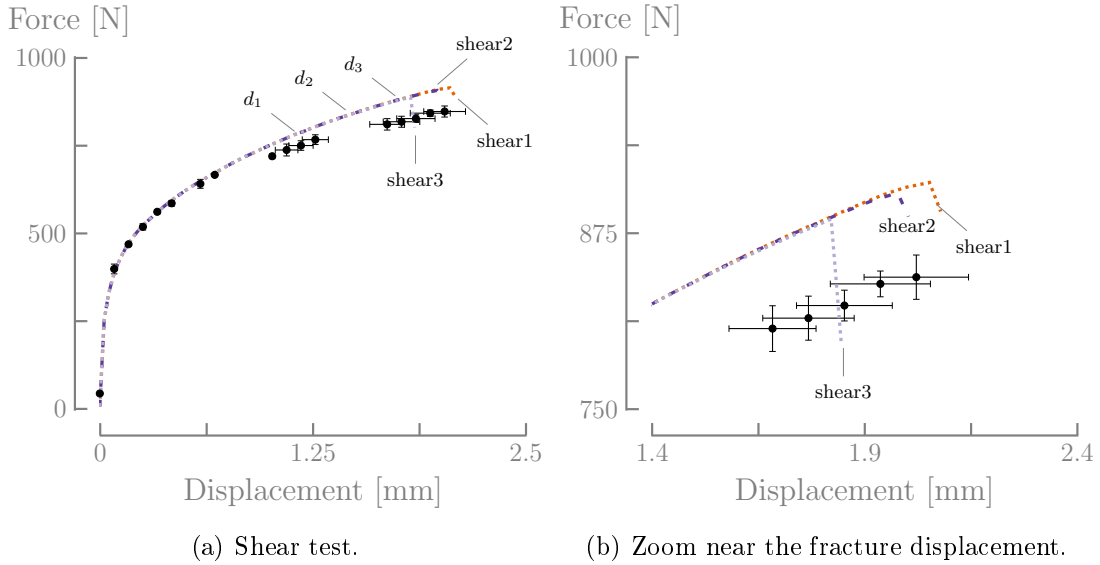 Force [N]
1000
500
0
d1
d2
d3
shear2
shear1
shear3
0
1.25
2.5
Displacement [mm]
(a) Shear test.
Force [N]
1000
875
750
shear2
shear1
shear3
1.4
1.9
2.4
Displacement [mm]
(b) Zoom near the fracture displacement.